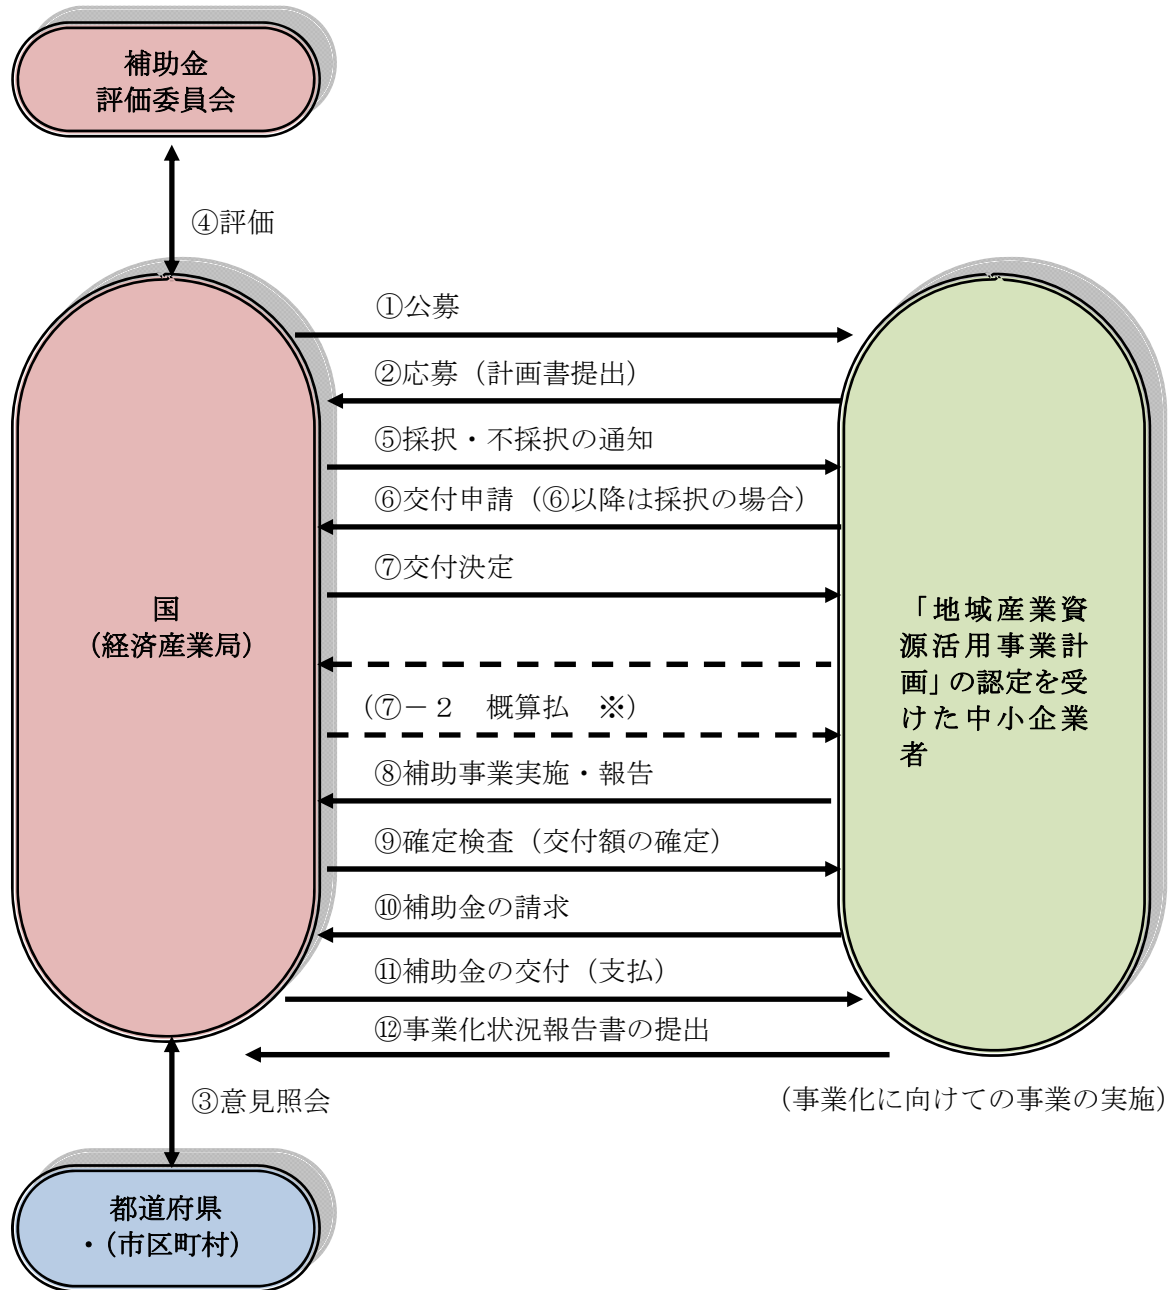 補助金
評価委員会
④評価
①公募
②応募（計画書提出）
⑤採択・不採択の通知
⑥交付申請（⑥以降は採択の場合）
⑦交付決定
国
（経済産業局）
「地域産業資
源活用事業計
画」の認定を受
けた中小企業
者
（⑦－２　概算払　※）
⑧補助事業実施・報告
⑨確定検査（交付額の確定）
⑩補助金の請求
⑪補助金の交付（支払）
⑫事業化状況報告書の提出
③意見照会
（事業化に向けての事業の実施）
都道府県
・（市区町村）